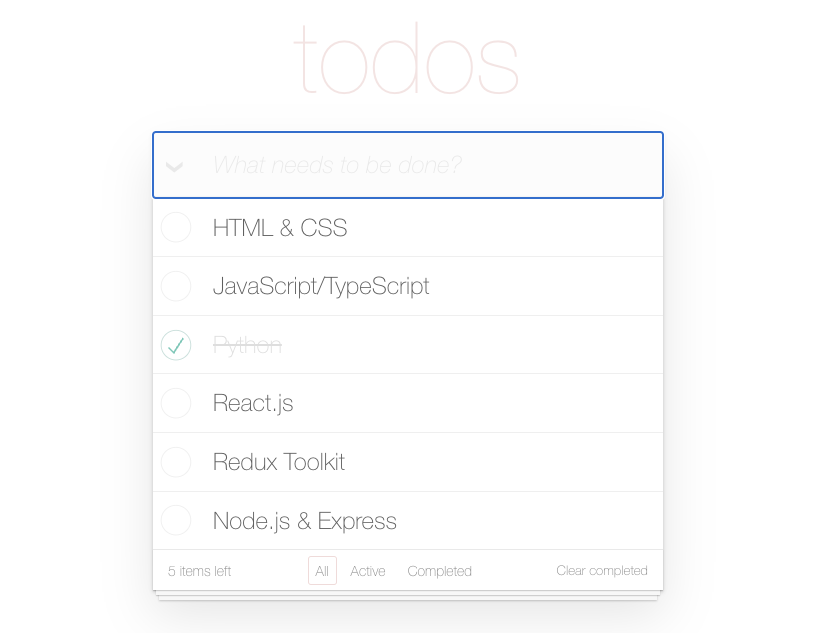 todos
What needs to be done?
HTML & CSS
JavaScript/TypeScript
Python
React.js
Redux Toolkit
Node.js & Express
5 items left All Active Completed Clear completed